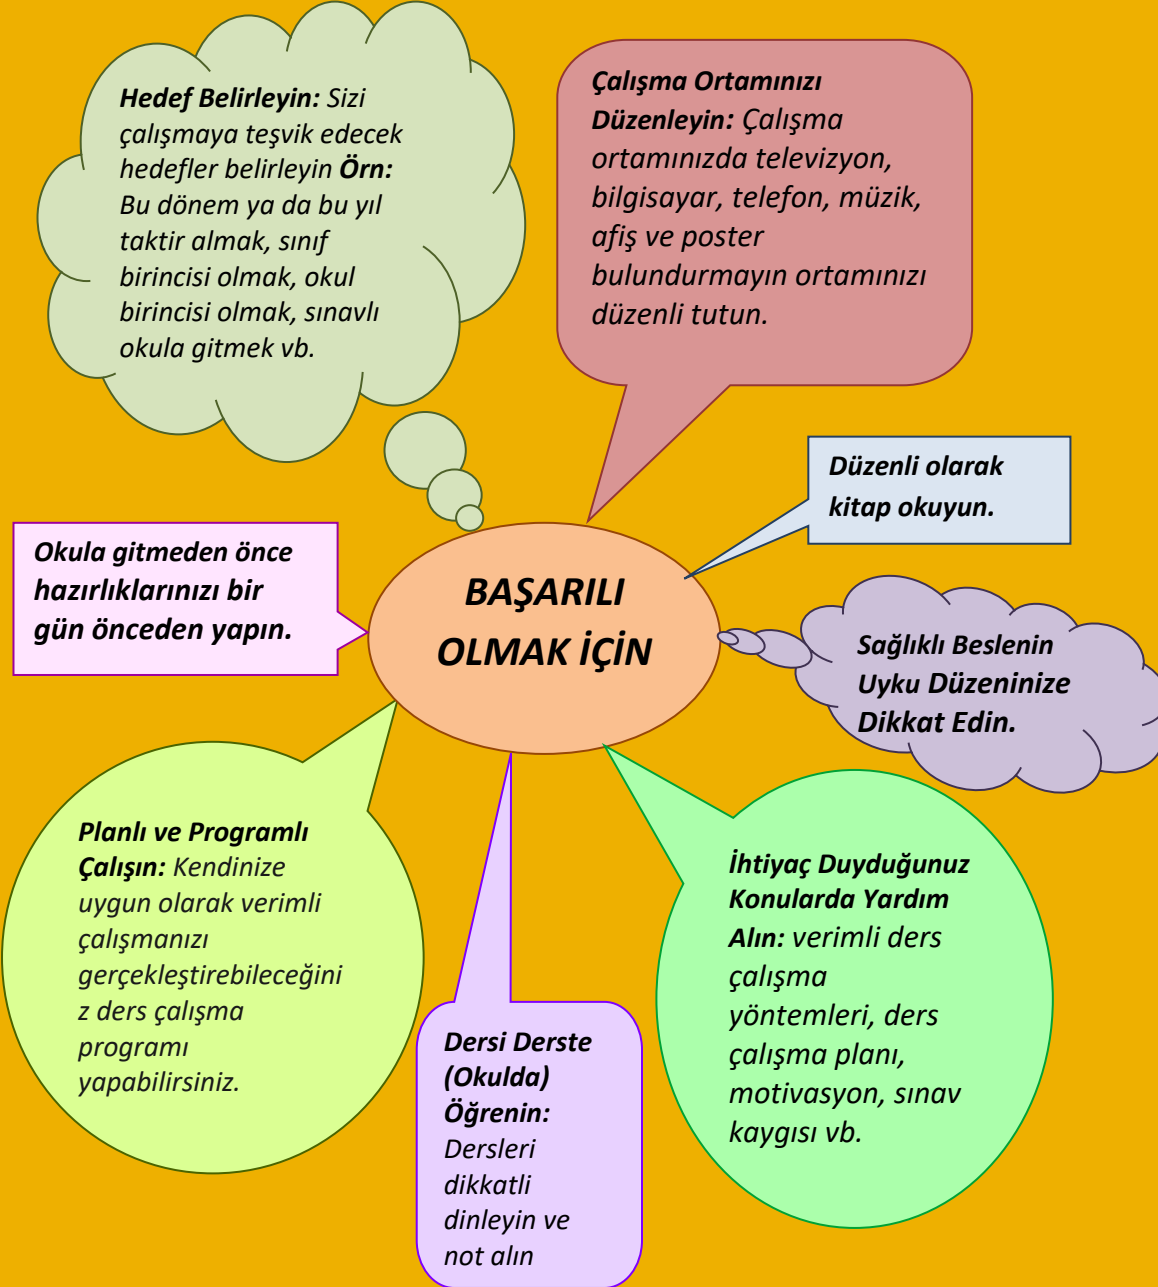 Hedef Belirleyin: Sizi
çalışmaya teşvik edecek
hedefler belirleyin Örn:
Bu dönem ya da bu yıl
taktir almak, sınıf
birincisi olmak, okul
birincisi olmak, sınavlı
okula gitmek vb.
Çalışma Ortamınızı
Düzenleyin: Çalışma
ortamınızda televizyon,
bilgisayar, telefon, müzik,
afiş ve poster
bulundurmayın ortamınızı
düzenli tutun.
Düzenli olarak
kitap okuyun.
Okula gitmeden önce
hazırlıklarınızı bir
gün önceden yapın.
BAŞARILI
OLMAK İÇİN
Sağlıklı Beslenin
Uyku Düzeninize
Dikkat Edin.
Planlı ve Programlı
Çalışın: Kendinize
uygun olarak verimli
çalışmanızı
gerçekleştirebileceğini
z ders çalışma
programı
yapabilirsiniz.
Dersi Derste
(Okulda)
Öğrenin:
Dersleri
dikkatli
dinleyin ve
not alın
İhtiyaç Duyduğunuz
Konularda Yardım
Alın: verimli ders
çalışma
yöntemleri, ders
çalışma planı,
motivasyon, sınav
kaygısı vb.